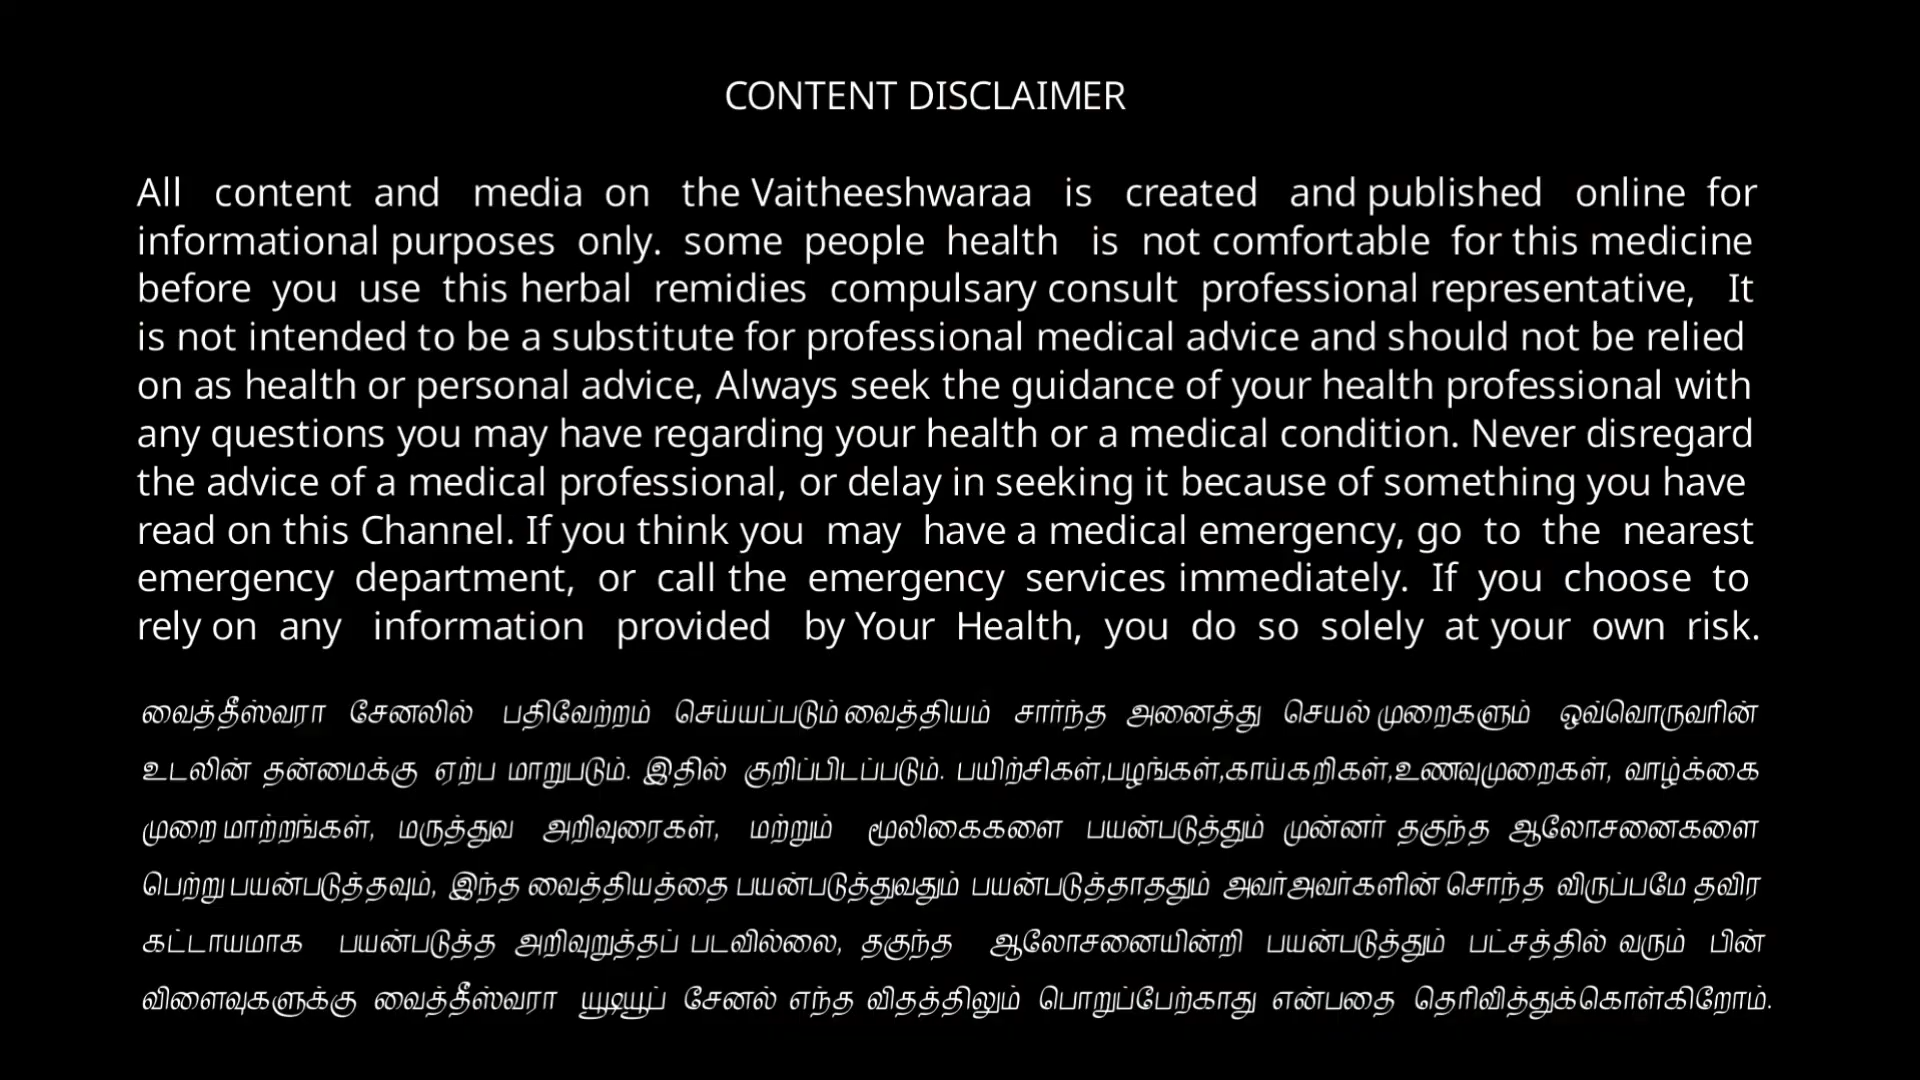 CONTENT DISCLAIMER
All content and media on the Vaitheeshwaraa is created and published online for
informational purposes only. some people health is not comfortable for this medicine
before you use this herbal remidies compulsary consult professional representative, It
is not intended to be a substitute for professional medical advice and should not be relied
on as health or personal advice, Always seek the guidance of your health professional with
any questions you may have regarding your health or a medical condition. Never disregard
the advice of a medical professional, or delay in seeking it because of something you have
read on this Channel. If you think you may have a medical emergency, go to the nearest
emergency department, or call the emergency services immediately. If you choose to
rely on any information provided by Your Health, you do so solely at your own risk.
வைத்தீஸ்வரா சேனலில் பதிவேற்றம் செய்யப்படும் வைத்தியம் சார்ந்த அனைத்து செயல் முறைகளும் ஒவ்வொருவரின்
உடலின் தன்மைக்கு ஏற்ப மாறுபடும். இதில் குறிப்பிடப்படும். பயிற்சிகள்,பழங்கள்,காய்கறிகள்,உணவுமுறைகள், வாழ்க்கை
முறை மாற்றங்கள், மருத்துவ அறிவுரைகள், மற்றும் மூலிகைகளை பயன்படுத்தும் முன்னர் தகுந்த ஆலோசனைகளை
பெற்று பயன்படுத்தவும், இந்த வைத்தியத்தை பயன்படுத்துவதும் பயன்படுத்தாததும் அவர்அவர்களின் சொந்த விருப்பமே தவிர
கட்டாயமாக பயன்படுத்த அறிவுறுத்தப் படவில்லை, தகுந்த ஆலோசனையின்றி பயன்படுத்தும் பட்சத்தில் வரும் பின்
விளைவுகளுக்கு வைத்தீஸ்வரா யூடியூப் சேனல் எந்த விதத்திலும் பொறுப்பேற்காது என்பதை தெரிவித்துக்கொள்கிறோம்.